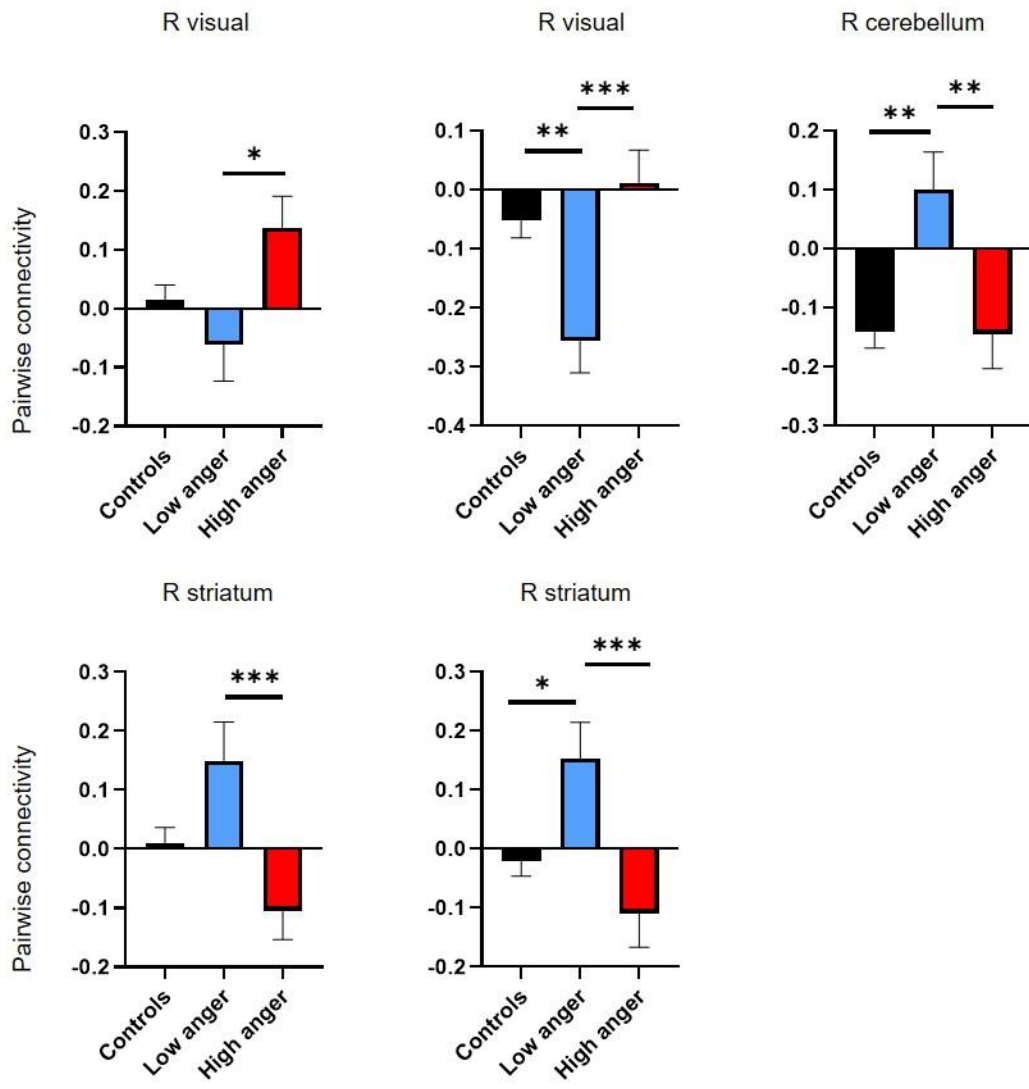 R visual
R visual
R cerebellum
Pairwise connectivity
0.3
0.2
0.1
0.0
-0.1
-0.2
*
Controls
Low anger
High anger
0.1
0.0
-0.1
-0.2
-0.3
-0.4
**
***
Controls
Low anger
High anger
0.2
0.1
0.0
-0.1
-0.2
-0.3
**
**
Controls
Low anger
High anger
R striatum
R striatum
Pairwise connectivity
0.3
0.2
0.1
0.0
-0.1
-0.2
***
Controls
Low anger
High anger
0.3
0.2
0.1
0.0
-0.1
-0.2
*
***
Controls
Low anger
High anger